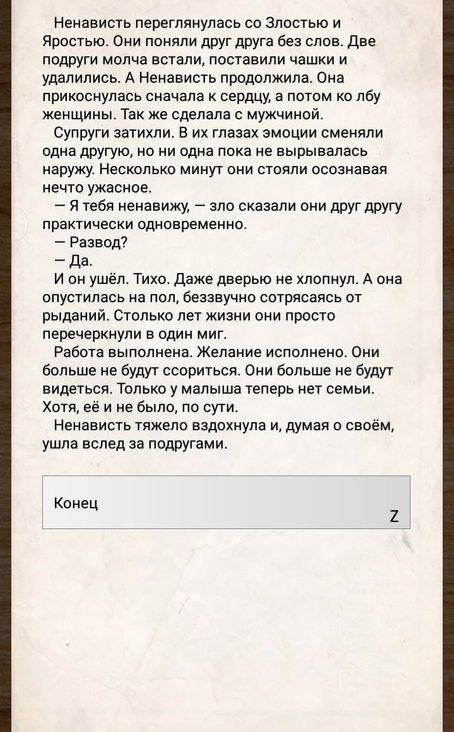 Ненависть переглянулась со Злостью и
Яростью. Они поняли друг друга без слов. Две
подруги молча встали, поставили чашки и
удалились. А Ненависть продолжила. Она
прикоснулась сначала к сердцу, а потом ко лбу
женщины. Так же сделала с мужчиной.
Супруги затихли. В их глазах эмоции сменяли
одна другую, но ни одна пока не вырывалась
наружу. Несколько минут они стояли осознавая
нечто ужасное.
— Я тебя ненавижу, — зло сказали они друг другу
практически одновременно.
— Развод?
— Да.
И он ушёл. Тихо. Даже дверью не хлопнул. А она
опустилась на пол, беззвучно сотрясаясь от
рыданий. Столько лет жизни они просто
перечеркнули в один миг.
Работа выполнена. Желание исполнено. Они
больше не будут ссориться. Они больше не будут
видеться. Только у малыша теперь нет семьи.
Хотя, её и не было, по сути.
Ненависть тяжело вздохнула и, думая о своём,
ушла вслед за подругами.
Конец
Z